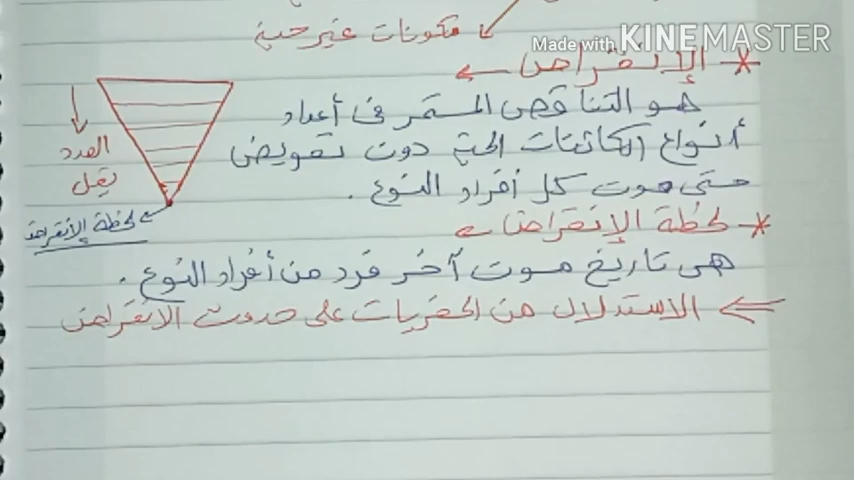 مكونات غير حية
Made with KINEMASTER
* الإنقراض ←
هو التناقص المستمر فى أعداد
أنواع الكائنات الحية دون تعويض
حتى موت كل أفراد النوع .
العدد
يقل
لحظة الإنقراض
* لحظة الإنقراض ←
هى تاريخ موت آخر فرد من أفراد النوع .
⇐ الاستدلال من الحفريات على حدوث الانقراض